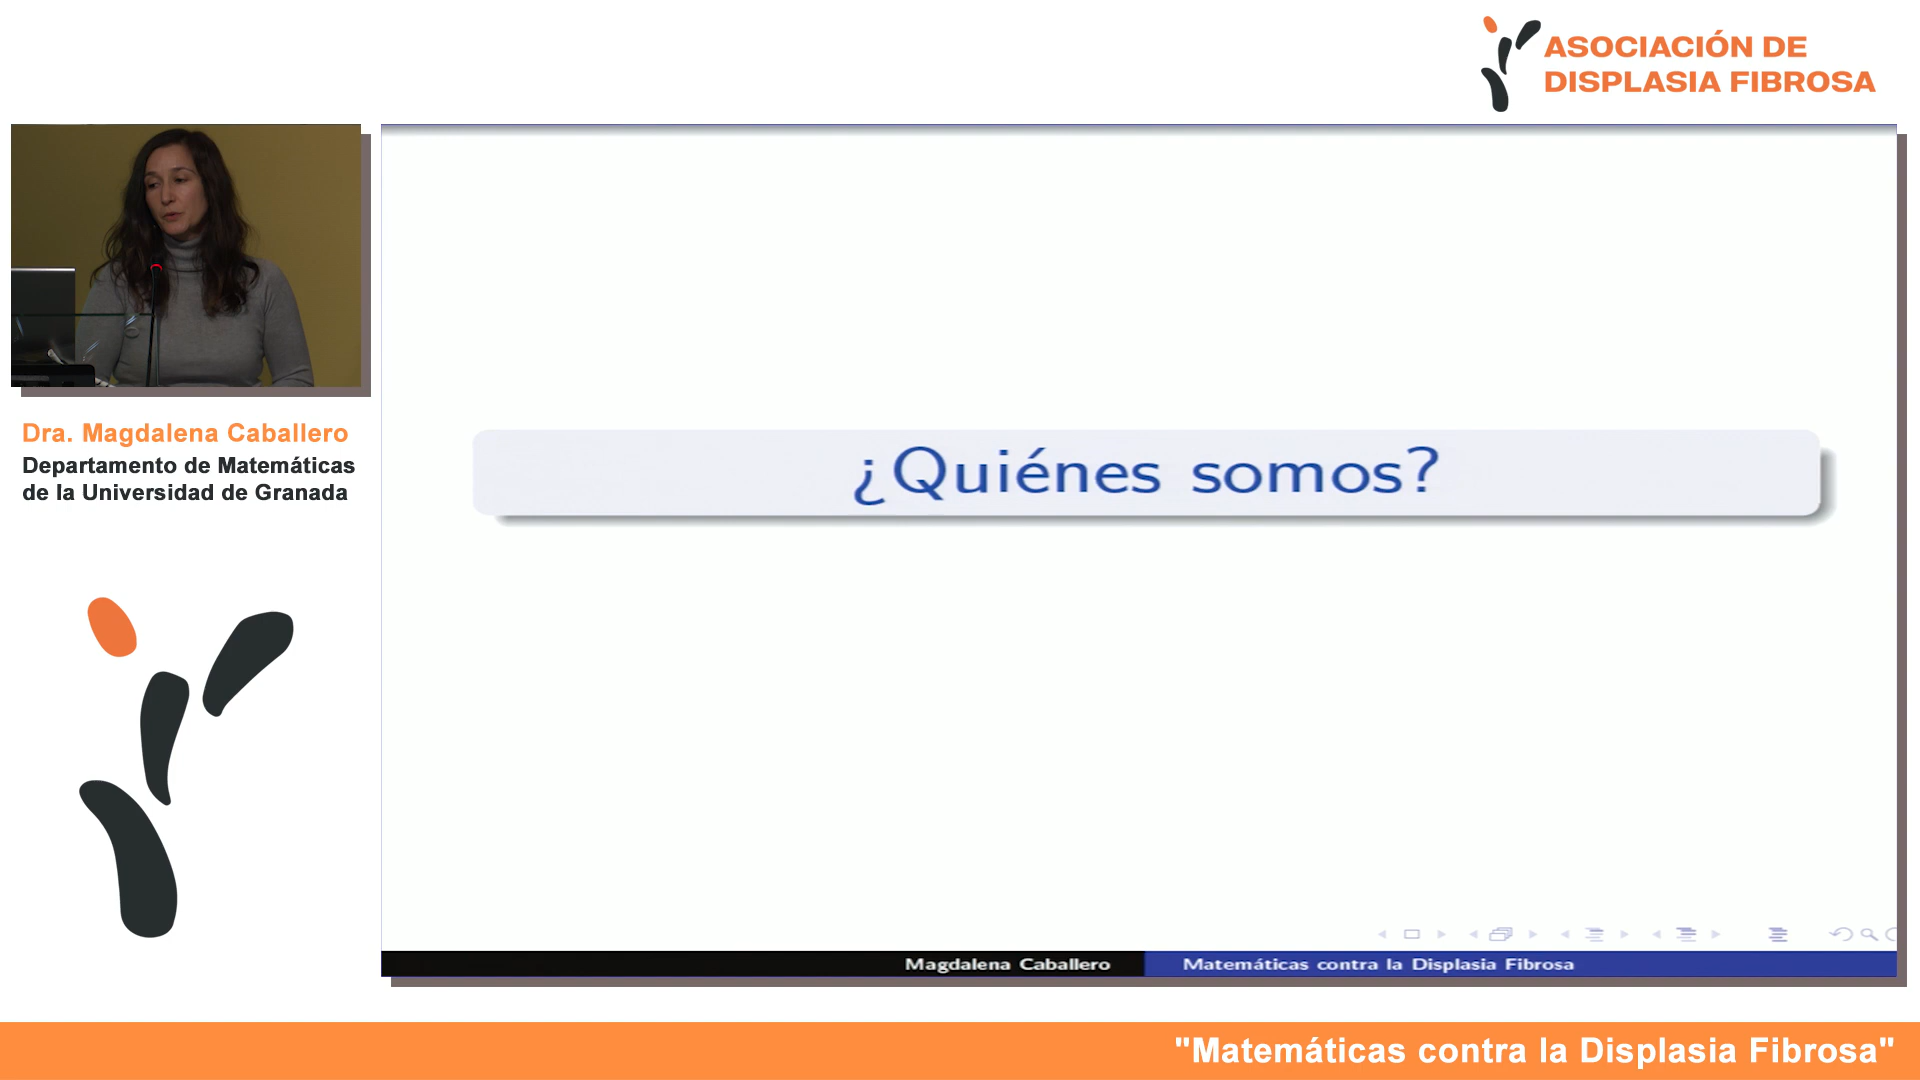 ASOCIACIÓN DE
DISPLASIA FIBROSA
Dra. Magdalena Caballero
Departamento de Matemáticas
de la Universidad de Granada
¿Quiénes somos?
Magdalena Caballero
Matemáticas contra la Displasia Fibrosa
"Matemáticas contra la Displasia Fibrosa"